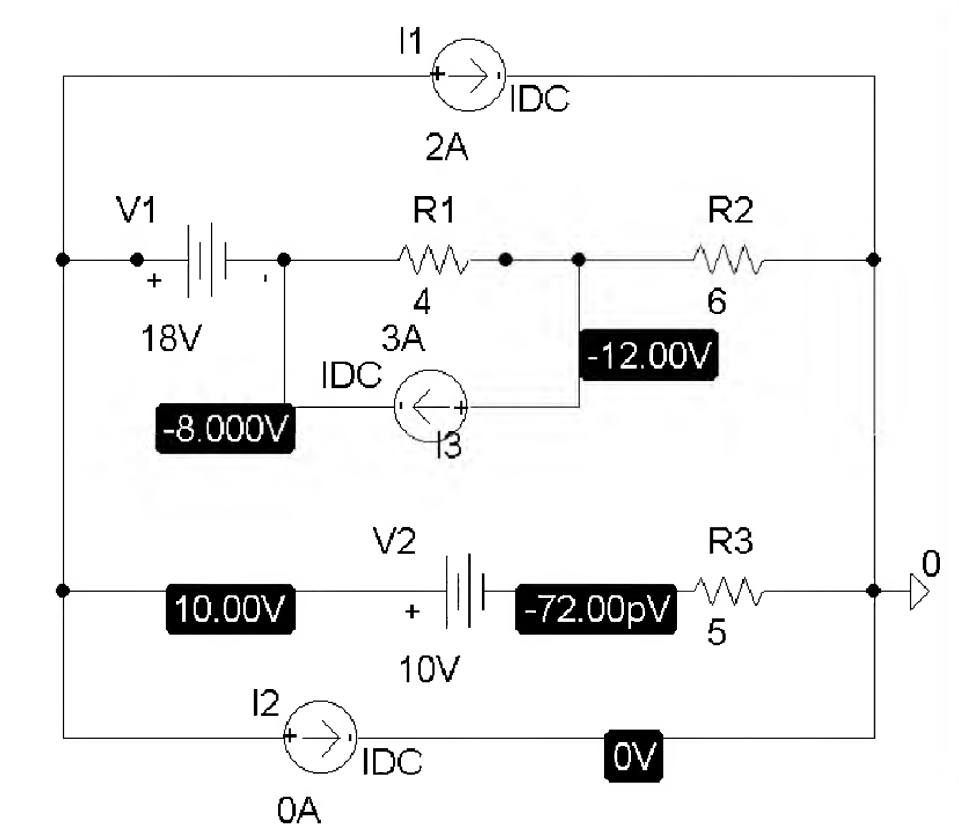 I1
+
-
IDC
2A
V1
R1
R2
+
-
4
6
18V
3A
-12.00V
IDC
-
+
-8.000V
I3
V2
R3
0
10.00V
+
-72.00pV
5
10V
I2
+
-
IDC
0V
0A